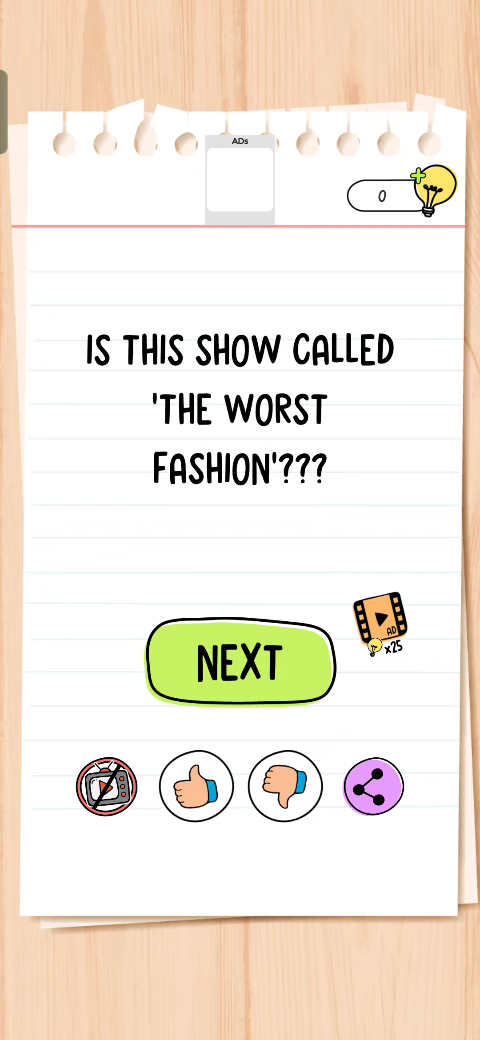 ADs
0
IS THIS SHOW CALLED
'THE WORST
FASHION'???
AD
x25
NEXT